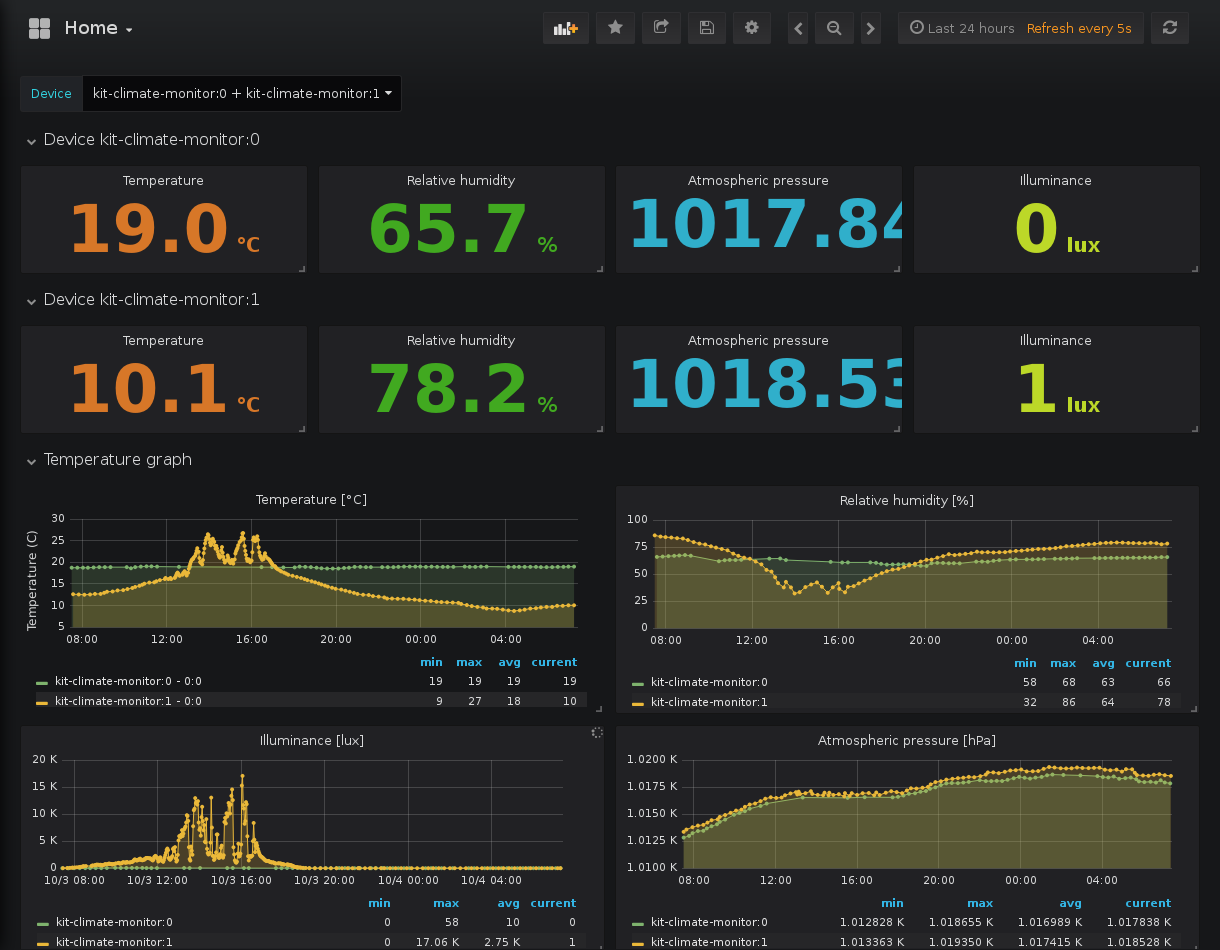 Home
Last 24 hours Refresh every 5s
Device kit-climate-monitor:0 + kit-climate-monitor:1
Device kit-climate-monitor:0
Temperature Relative humidity Atmospheric pressure Illuminance
19.0 °C 65.7 % 1017.84 0 lux
Device kit-climate-monitor:1
Temperature Relative humidity Atmospheric pressure Illuminance
10.1 °C 78.2 % 1018.53 1 lux
Temperature graph
Temperature [°C]
Temperature (C)
30
25
20
15
10
5
08:00 12:00 16:00 20:00 00:00 04:00
min max avg current
kit-climate-monitor:0 - 0:0 19 19 19 19
kit-climate-monitor:1 - 0:0 9 27 18 10
Relative humidity [%]
100
75
50
25
0
08:00 12:00 16:00 20:00 00:00 04:00
min max avg current
kit-climate-monitor:0 58 68 63 66
kit-climate-monitor:1 32 86 64 78
Illuminance [lux]
20 K
15 K
10 K
5 K
0
10/3 08:00 10/3 12:00 10/3 16:00 10/3 20:00 10/4 00:00 10/4 04:00
min max avg current
kit-climate-monitor:0 0 58 10 0
kit-climate-monitor:1 0 17.06 K 2.75 K 1
Atmospheric pressure [hPa]
1.0200 K
1.0175 K
1.0150 K
1.0125 K
1.0100 K
08:00 12:00 16:00 20:00 00:00 04:00
min max avg current
kit-climate-monitor:0 1.012828 K 1.018655 K 1.016989 K 1.017838 K
kit-climate-monitor:1 1.013363 K 1.019350 K 1.017415 K 1.018528 K